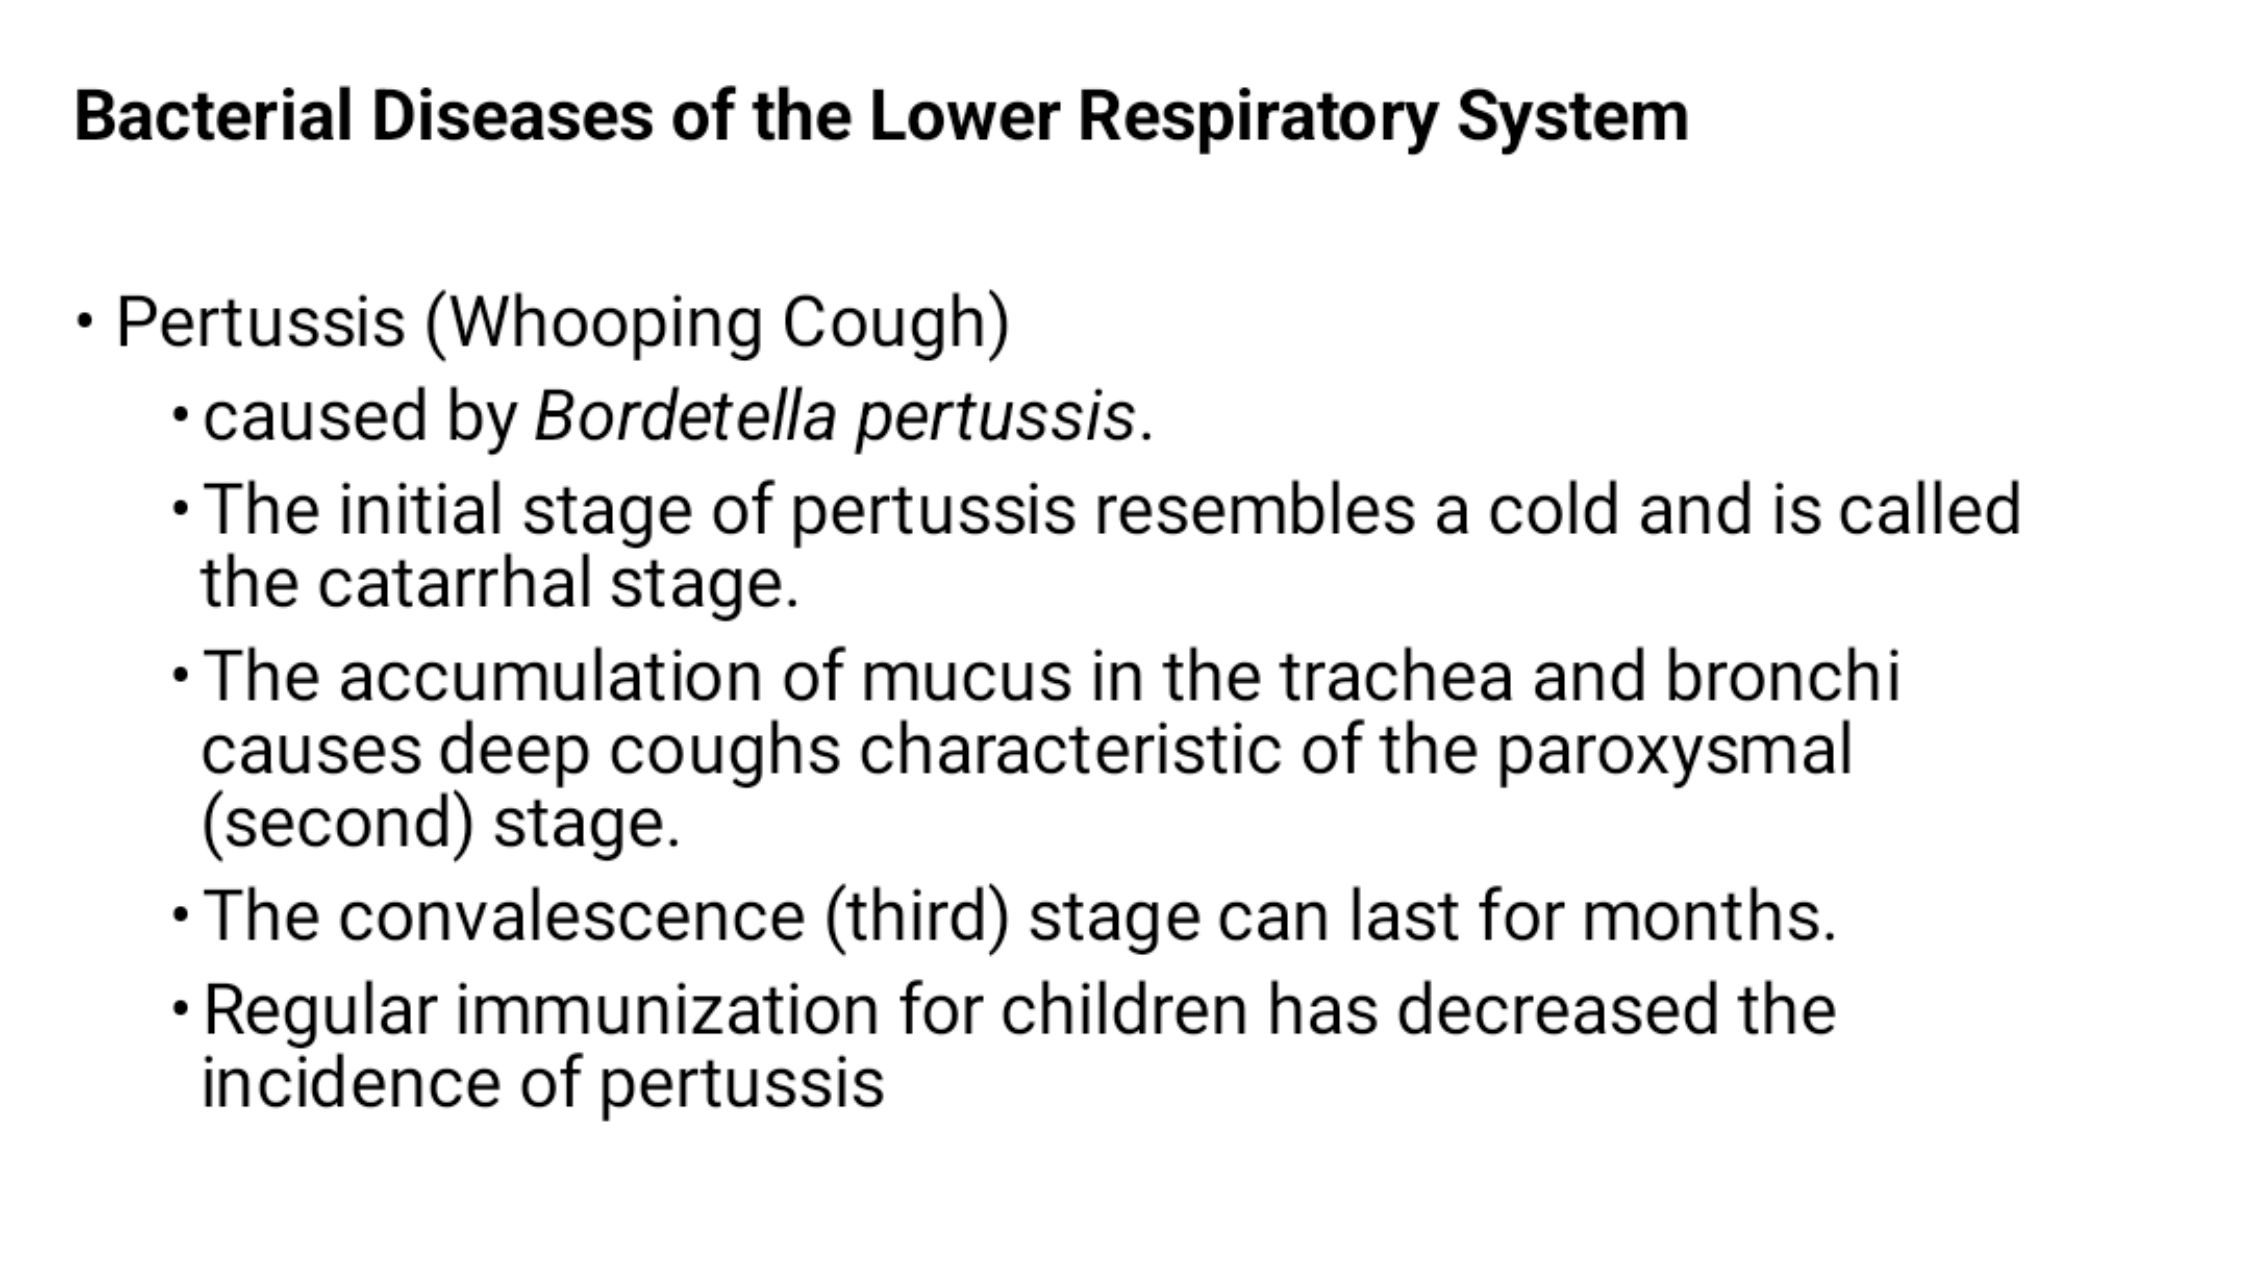 Bacterial Diseases of the Lower Respiratory System
• Pertussis (Whooping Cough)
• caused by Bordetella pertussis.
• The initial stage of pertussis resembles a cold and is called
the catarrhal stage.
• The accumulation of mucus in the trachea and bronchi
causes deep coughs characteristic of the paroxysmal
(second) stage.
• The convalescence (third) stage can last for months.
• Regular immunization for children has decreased the
incidence of pertussis